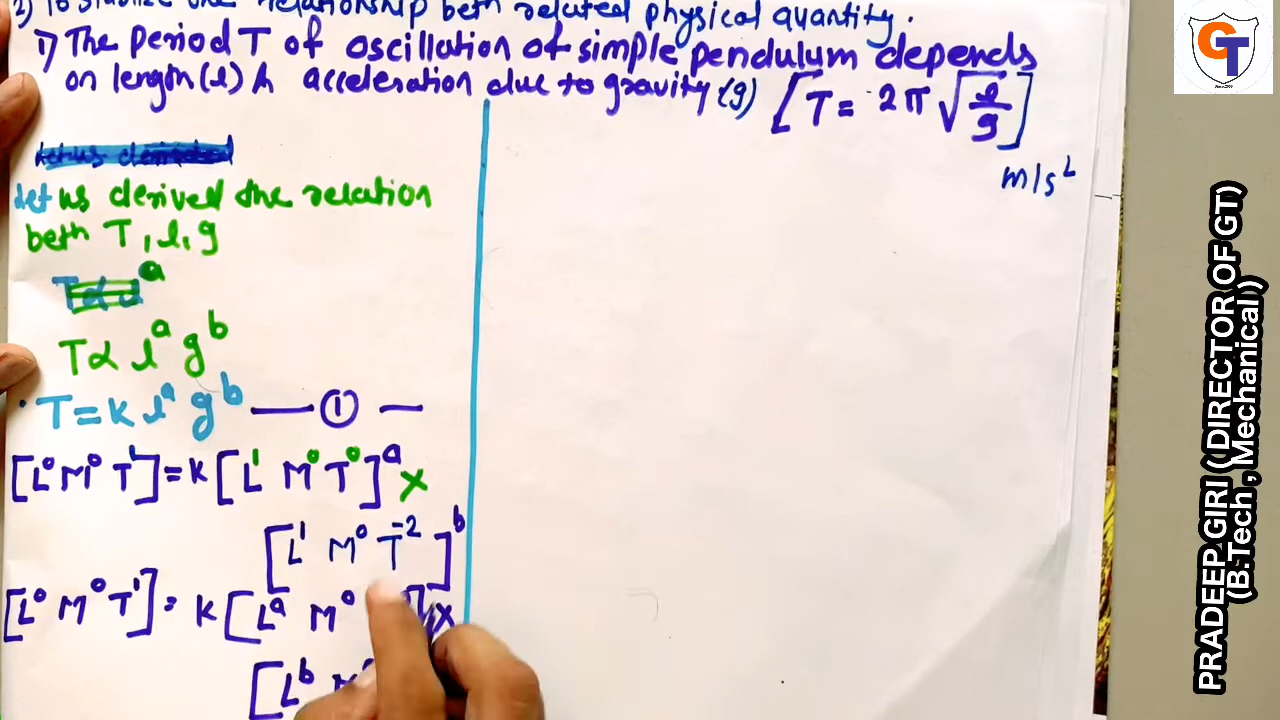 2) To stablize the relationship betn related physical quantity.
1) The period T of oscillation of simple pendulum depends
on length (l) & acceleration due to gravity (g) [T = 2π √(l/g)]
m/s²
Let us derived the relation
betn T, l, g
T ∝ l^a g^b
T = K l^a g^b —— ① —
[L⁰ M⁰ T¹] = K [L¹ M⁰ T⁰]^a ×
[L¹ M⁰ T⁻²]^b
[L⁰ M⁰ T¹] = K [L^a M⁰ ] ×
[L^b M
GT
PRADEEP GIRI ( DIRECTOR OF GT)
(B.Tech , Mechanical )